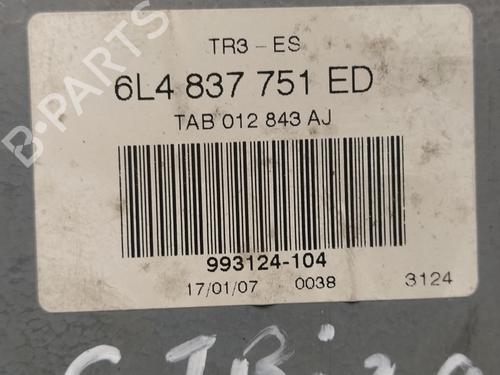 TR3-ES
6L4 837 751 ED
TAB 012 843 AJ
993124-104
17/01/07 0038 3124
B-PARTS